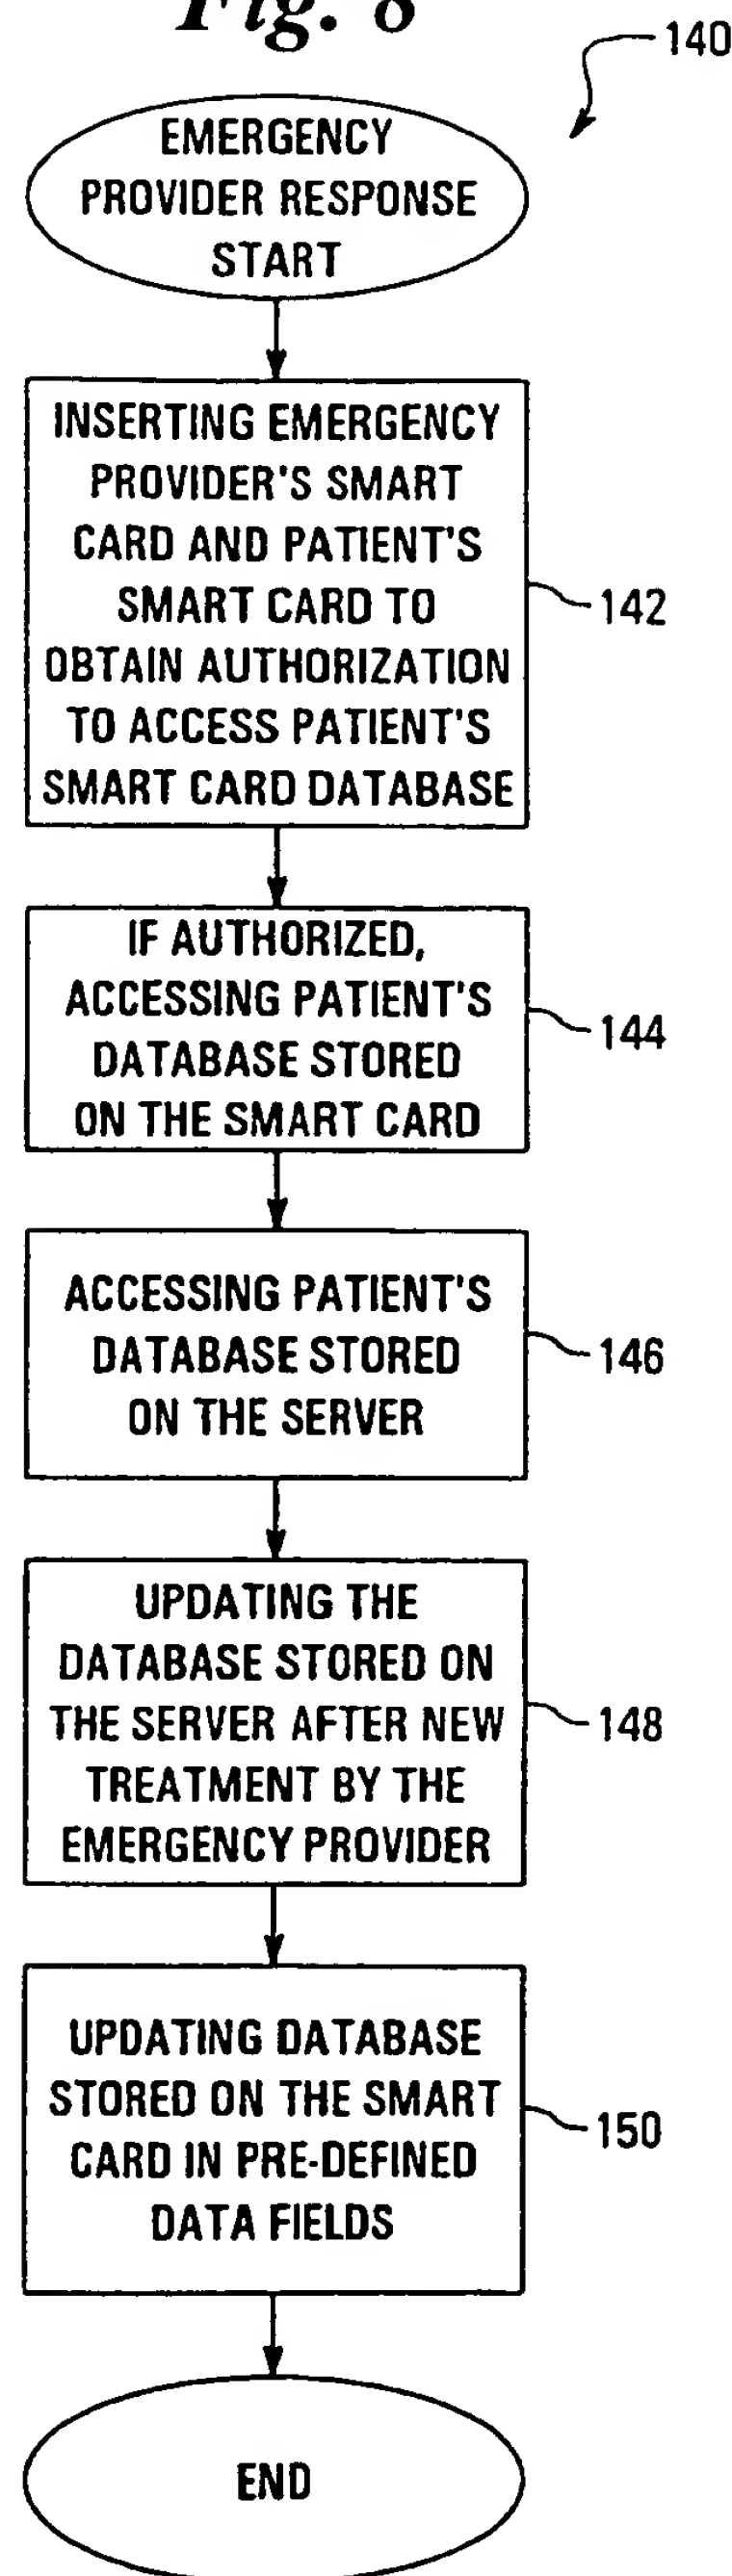 Fig. 8
140
EMERGENCY
PROVIDER RESPONSE
START
INSERTING EMERGENCY
PROVIDER'S SMART
CARD AND PATIENT'S
SMART CARD TO
OBTAIN AUTHORIZATION
TO ACCESS PATIENT'S
SMART CARD DATABASE
142
IF AUTHORIZED,
ACCESSING PATIENT'S
DATABASE STORED
ON THE SMART CARD
144
ACCESSING PATIENT'S
DATABASE STORED
ON THE SERVER
146
UPDATING THE
DATABASE STORED ON
THE SERVER AFTER NEW
TREATMENT BY THE
EMERGENCY PROVIDER
148
UPDATING DATABASE
STORED ON THE SMART
CARD IN PRE-DEFINED
DATA FIELDS
150
END